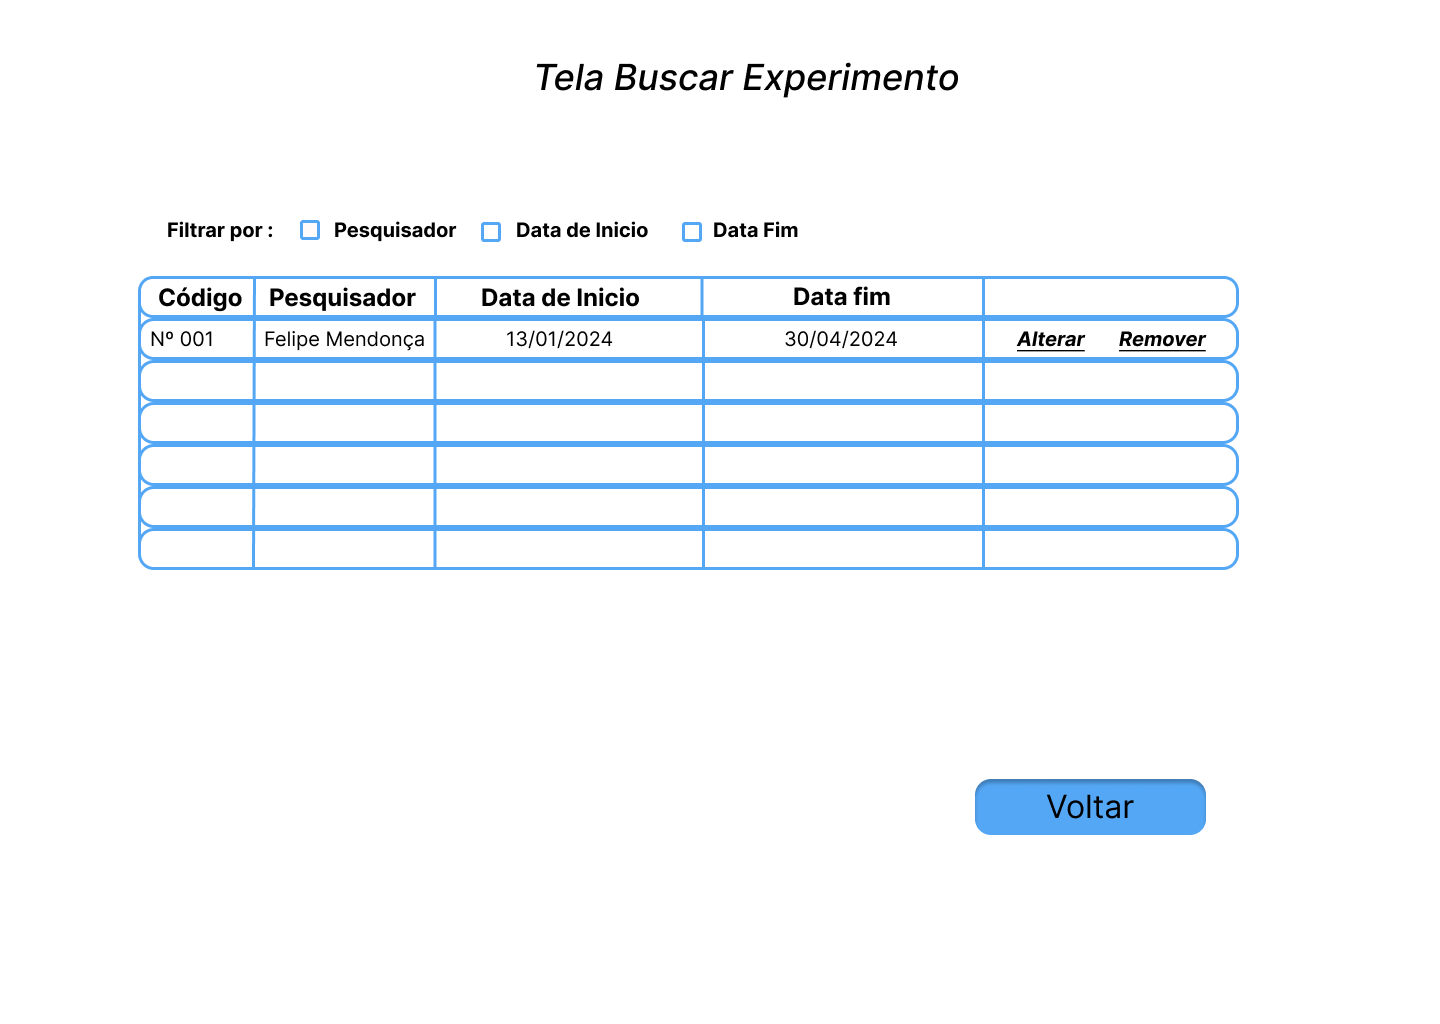 Tela Buscar Experimento
Filtrar por : Pesquisador Data de Inicio Data Fim
Código Pesquisador Data de Inicio Data fim
Nº 001 Felipe Mendonça 13/01/2024 30/04/2024 Alterar Remover
Voltar